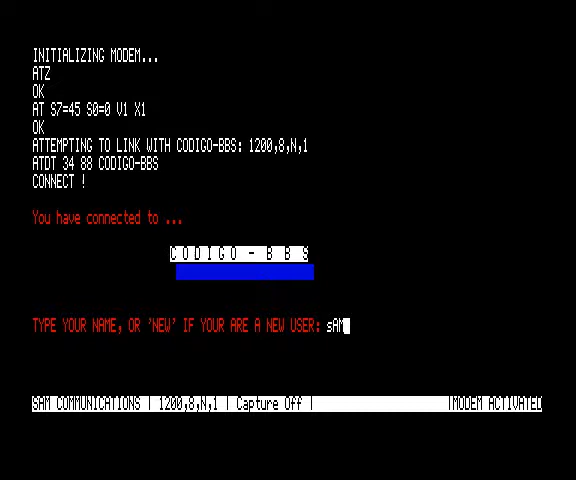 INITIALIZING MODEM...
ATZ
OK
AT S7=45 S0=0 V1 X1
OK
ATTEMPTING TO LINK WITH CODIGO-BBS: 1200,8,N,1
ATDT 34 88 CODIGO-BBS
CONNECT !
You have connected to ...
C O D I G O - B B S
TYPE YOUR NAME, OR 'NEW' IF YOUR ARE A NEW USER: sAM
SAM COMMUNICATIONS | 1200,8,N,1 | Capture Off | |MODEM ACTIVATED